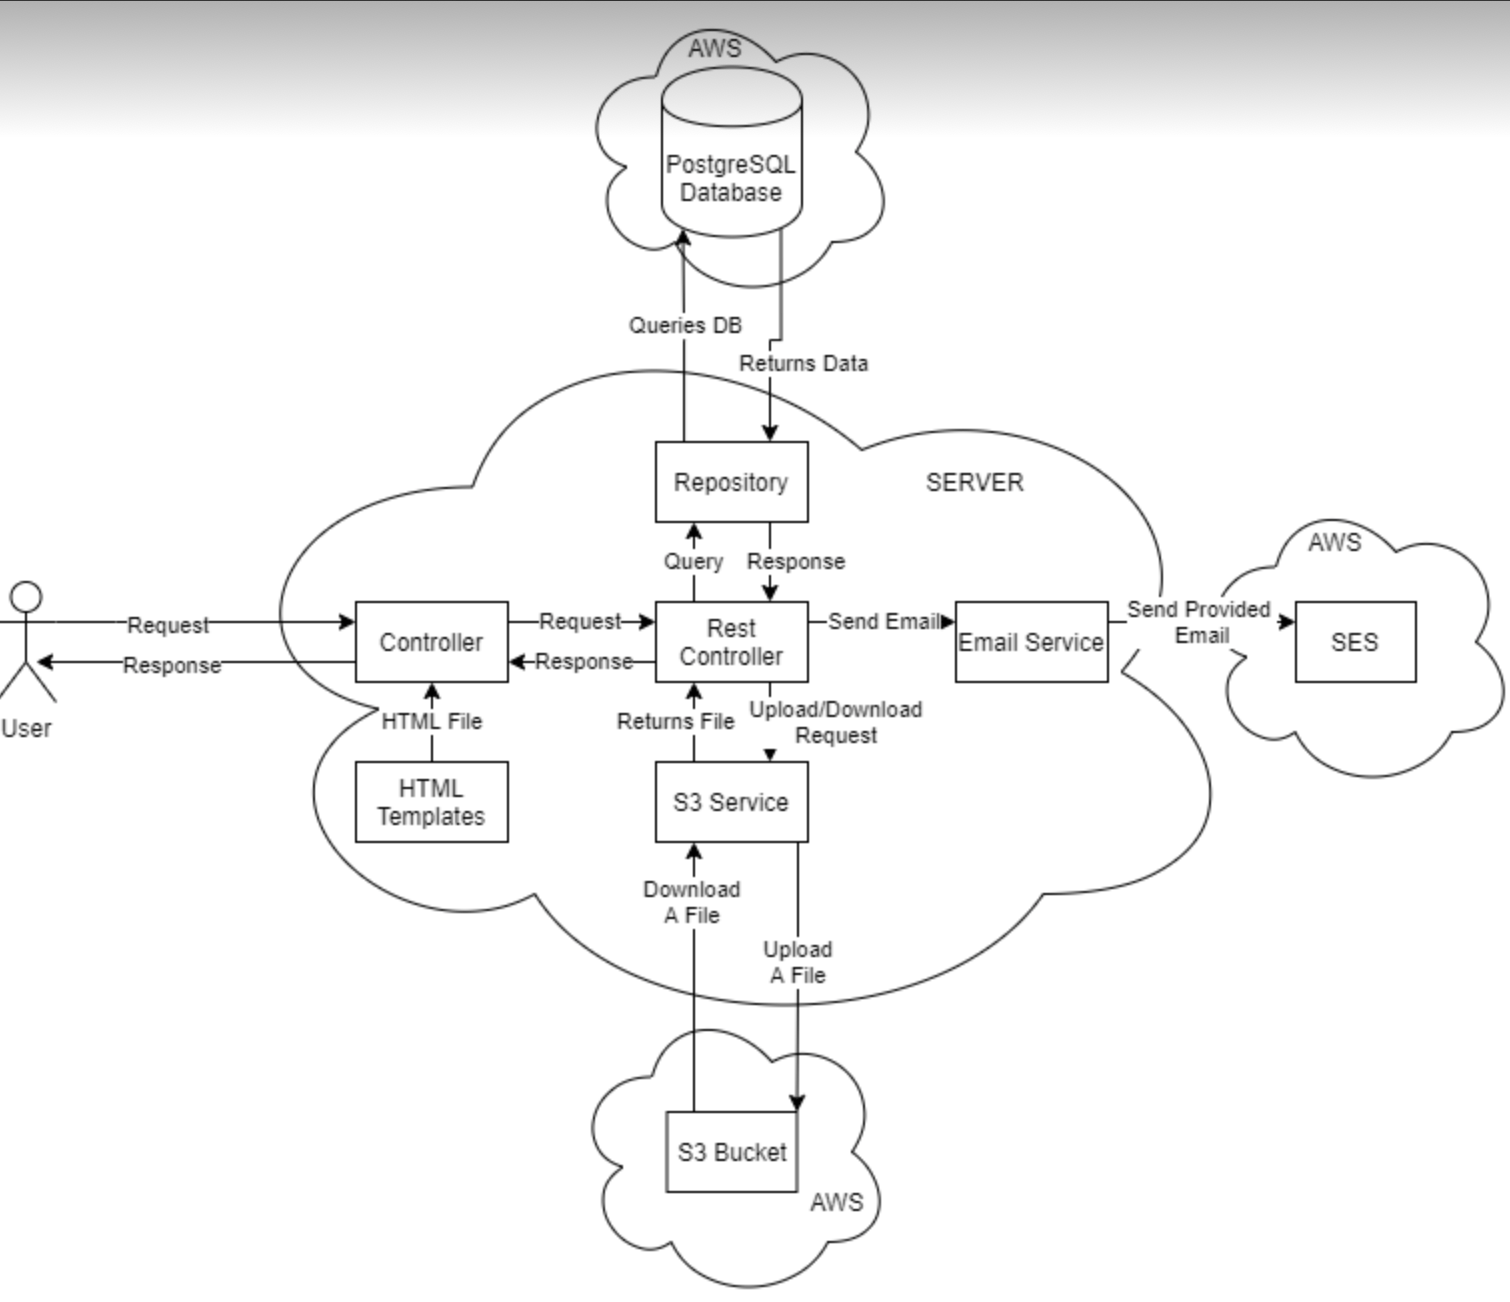 AWS
PostgreSQL
Database
Queries DB
Returns Data
Repository
SERVER
Query
Response
AWS
Request
Response
User
Controller
Request
Response
Rest
Controller
Send Email
Email Service
Send Provided
Email
SES
HTML File
Returns File
Upload/Download
Request
HTML
Templates
S3 Service
Download
A File
Upload
A File
S3 Bucket
AWS